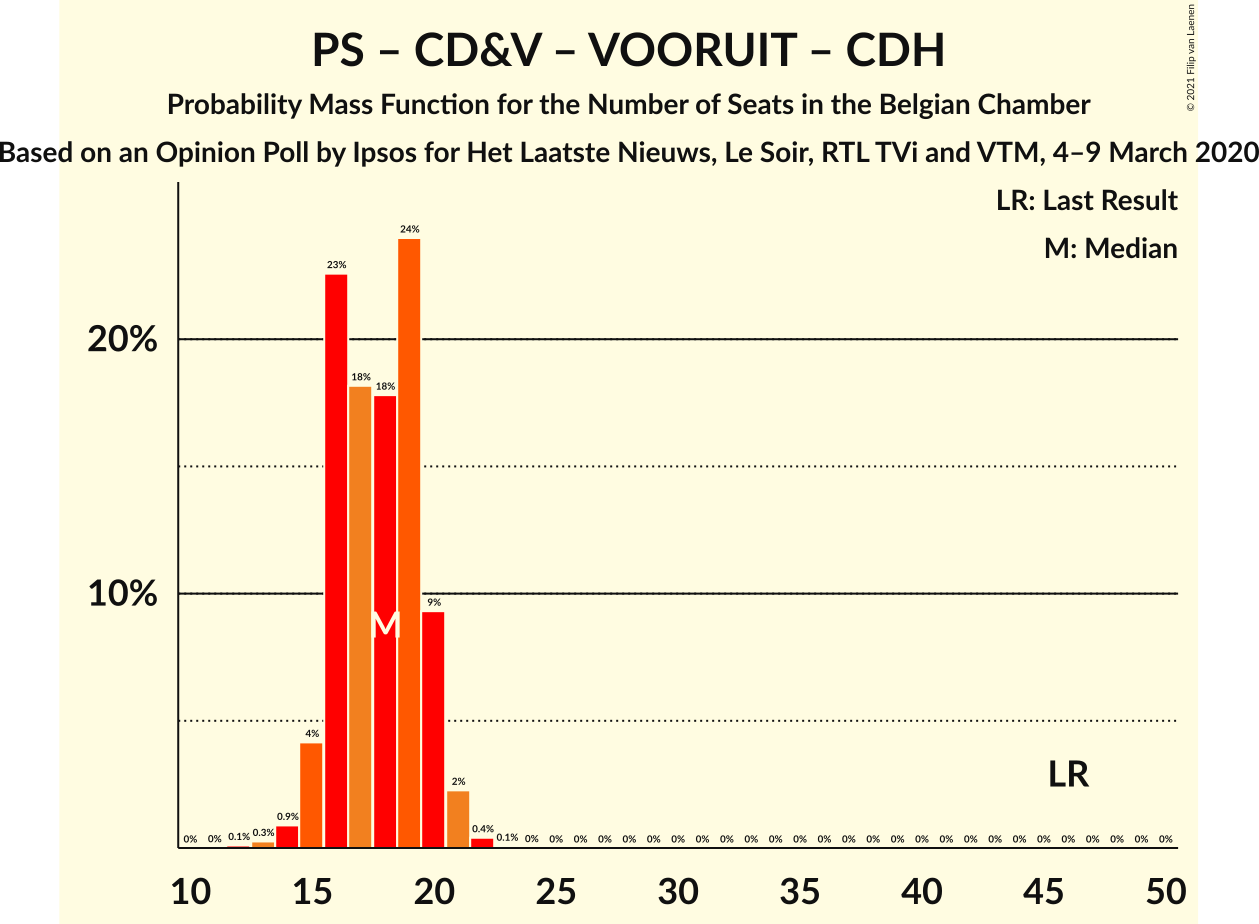 PS – CD&V – VOORUIT – CDH
Probability Mass Function for the Number of Seats in the Belgian Chamber
Based on an Opinion Poll by Ipsos for Het Laatste Nieuws, Le Soir, RTL TVi and VTM, 4–9 March 2020
© 2021 Filip van Laenen
LR: Last Result
M: Median
24%
23%
20%
18% 18%
10%
9%
M
4%
LR
2%
0% 0% 0.1% 0.3% 0.9% 0.4% 0.1% 0% 0% 0% 0% 0% 0% 0% 0% 0% 0% 0% 0% 0% 0% 0% 0% 0% 0% 0% 0% 0% 0% 0% 0% 0% 0% 0%
10 15 20 25 30 35 40 45 50